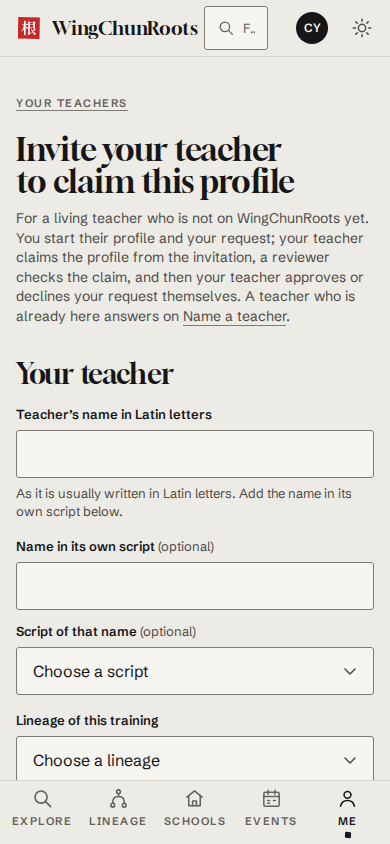 根 WingChunRoots F.. CY
YOUR TEACHERS
Invite your teacher
to claim this profile
For a living teacher who is not on WingChunRoots yet.
You start their profile and your request; your teacher
claims the profile from the invitation, a reviewer
checks the claim, and then your teacher approves or
declines your request themselves. A teacher who is
already here answers on Name a teacher.
Your teacher
Teacher’s name in Latin letters
As it is usually written in Latin letters. Add the name in its
own script below.
Name in its own script (optional)
Script of that name (optional)
Choose a script
Lineage of this training
Choose a lineage
EXPLORE LINEAGE SCHOOLS EVENTS ME